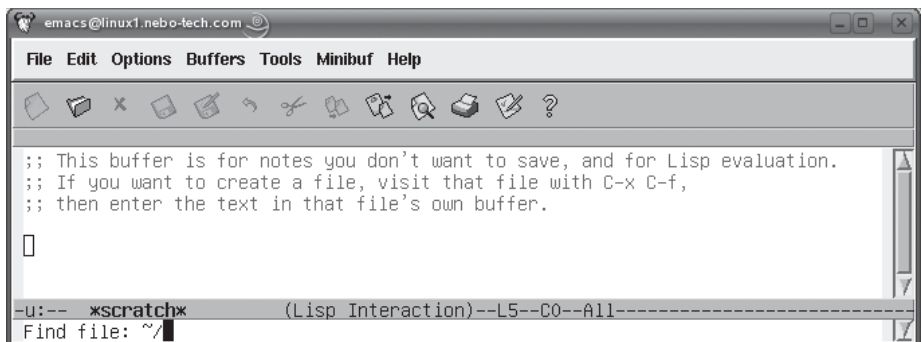 emacs@linux1.nebo-tech.com
File Edit Options Buffers Tools Minibuf Help
;; This buffer is for notes you don't want to save, and for Lisp evaluation.
;; If you want to create a file, visit that file with C-x C-f,
;; then enter the text in that file's own buffer.
-u:-- *scratch* (Lisp Interaction)--L5--C0--All----------------------------
Find file: ~/